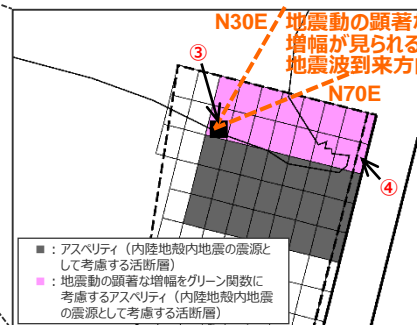 N30E 地震動の顕著な
増幅が見られる
地震波到来方向
③
N70E
④
■ : アスペリティ（内陸地殻内地震の震源と
して考慮する活断層）
■ : 地震動の顕著な増幅をグリーン関数に
考慮するアスペリティ（内陸地殻内地震
の震源として考慮する活断層）